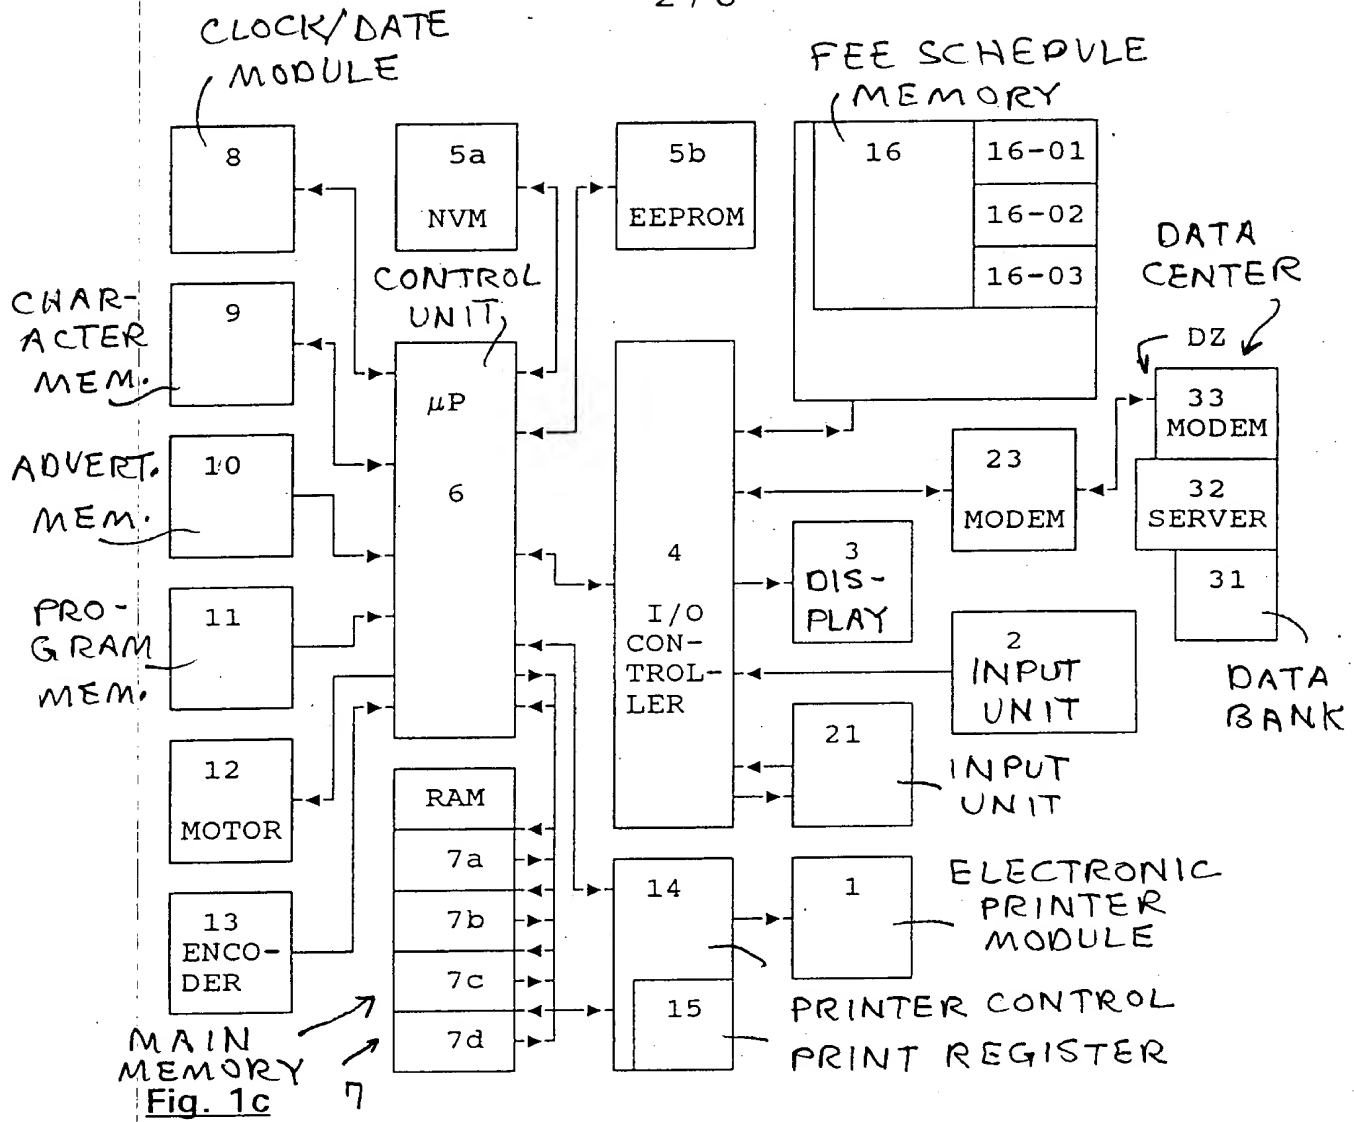 CLOCK/DATE
MODULE
FEE SCHEDULE
MEMORY
8
5a
NVM
5b
EEPROM
16
16-01
16-02
16-03
DATA
CENTER
DZ
CONTROL
UNIT
CHAR-
ACTER
MEM.
9
µP
6
33
MODEM
32
SERVER
31
DATA
BANK
ADVERT.
MEM.
10
23
MODEM
4
I/O
CON-
TROL-
LER
3
DIS-
PLAY
PRO-
GRAM
MEM.
11
2
INPUT
UNIT
21
INPUT
UNIT
12
MOTOR
RAM
7a
7b
7c
7d
13
ENCO-
DER
14
15
1
ELECTRONIC
PRINTER
MODULE
PRINTER CONTROL
PRINT REGISTER
MAIN
MEMORY
7
Fig. 1c